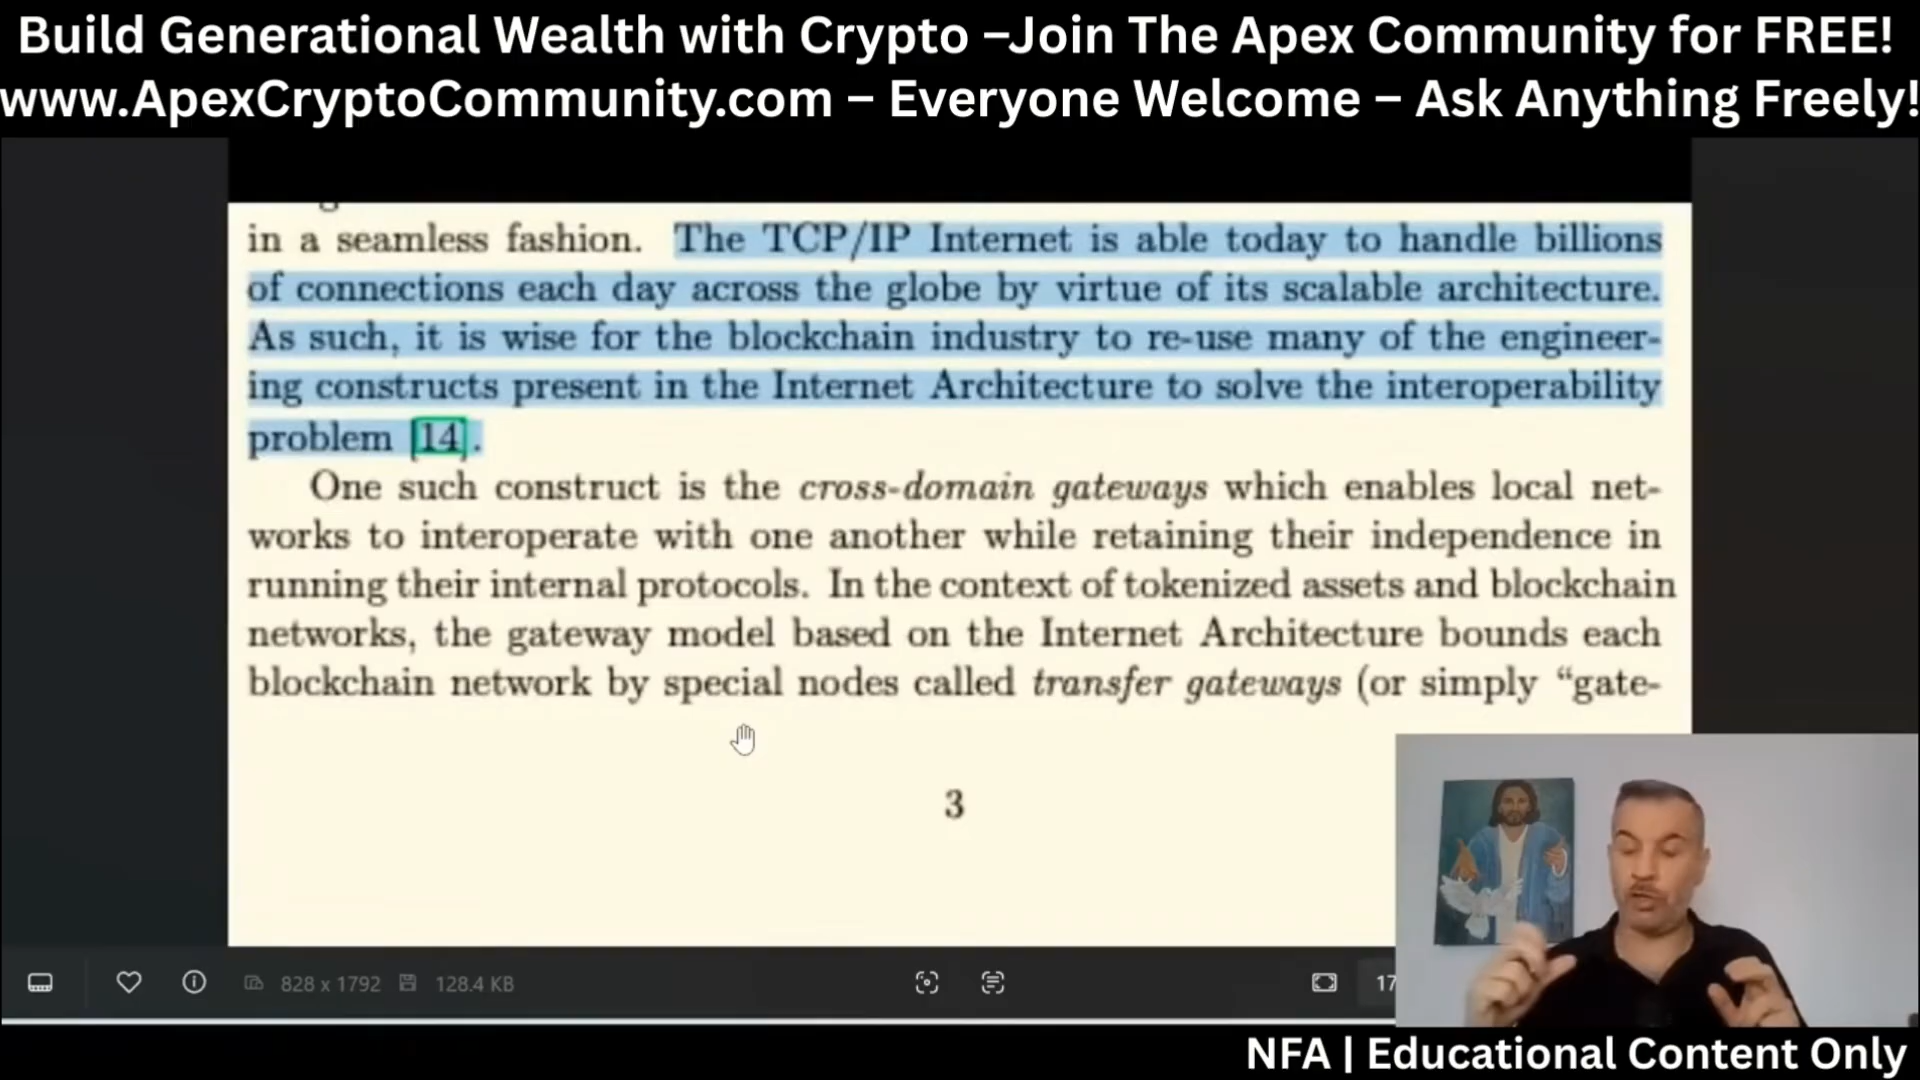 Build Generational Wealth with Crypto –Join The Apex Community for FREE!
www.ApexCryptoCommunity.com – Everyone Welcome – Ask Anything Freely!
in a seamless fashion. The TCP/IP Internet is able today to handle billions
of connections each day across the globe by virtue of its scalable architecture.
As such, it is wise for the blockchain industry to re-use many of the engineer-
ing constructs present in the Internet Architecture to solve the interoperability
problem [14].
One such construct is the cross-domain gateways which enables local net-
works to interoperate with one another while retaining their independence in
running their internal protocols. In the context of tokenized assets and blockchain
networks, the gateway model based on the Internet Architecture bounds each
blockchain network by special nodes called transfer gateways (or simply “gate-
3
828 x 1792 128.4 KB 17
NFA | Educational Content Only